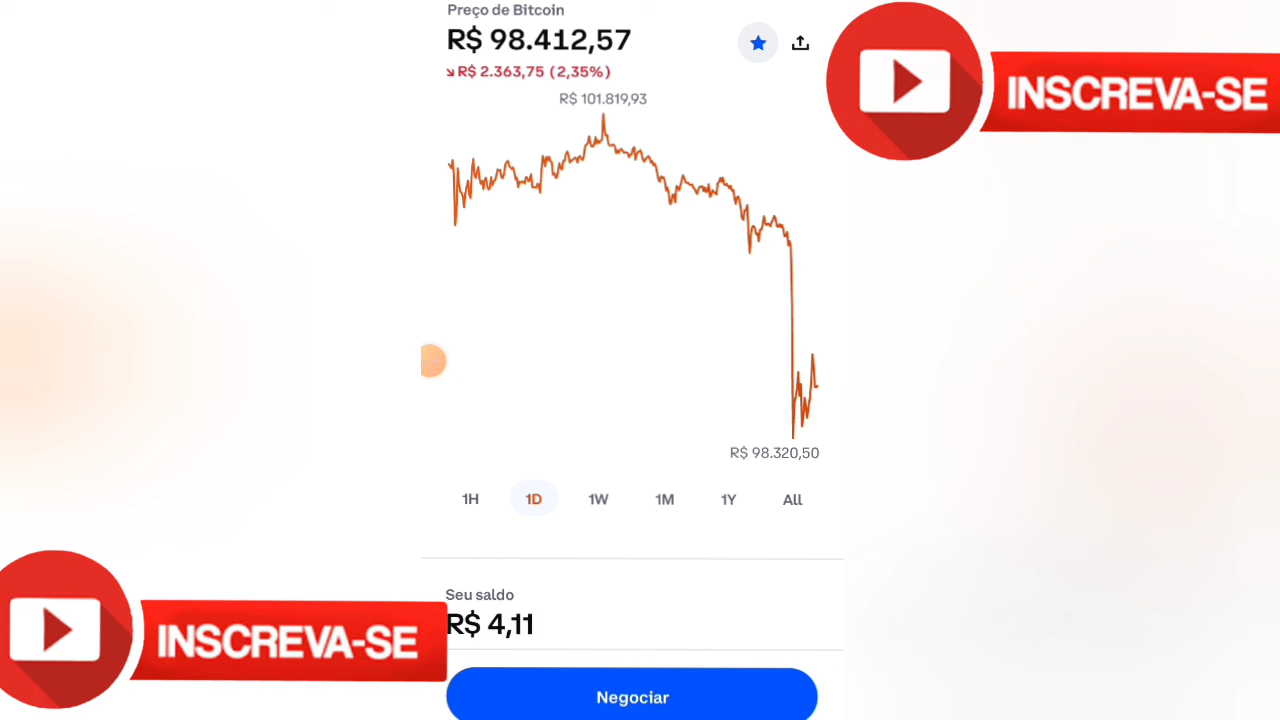 Preço de Bitcoin
R$ 98.412,57
R$ 2.363,75 (2,35%)
R$ 101.819,93
INSCREVA-SE
R$ 98.320,50
1H 1D 1W 1M 1Y All
Seu saldo
R$ 4,11
INSCREVA-SE
Negociar